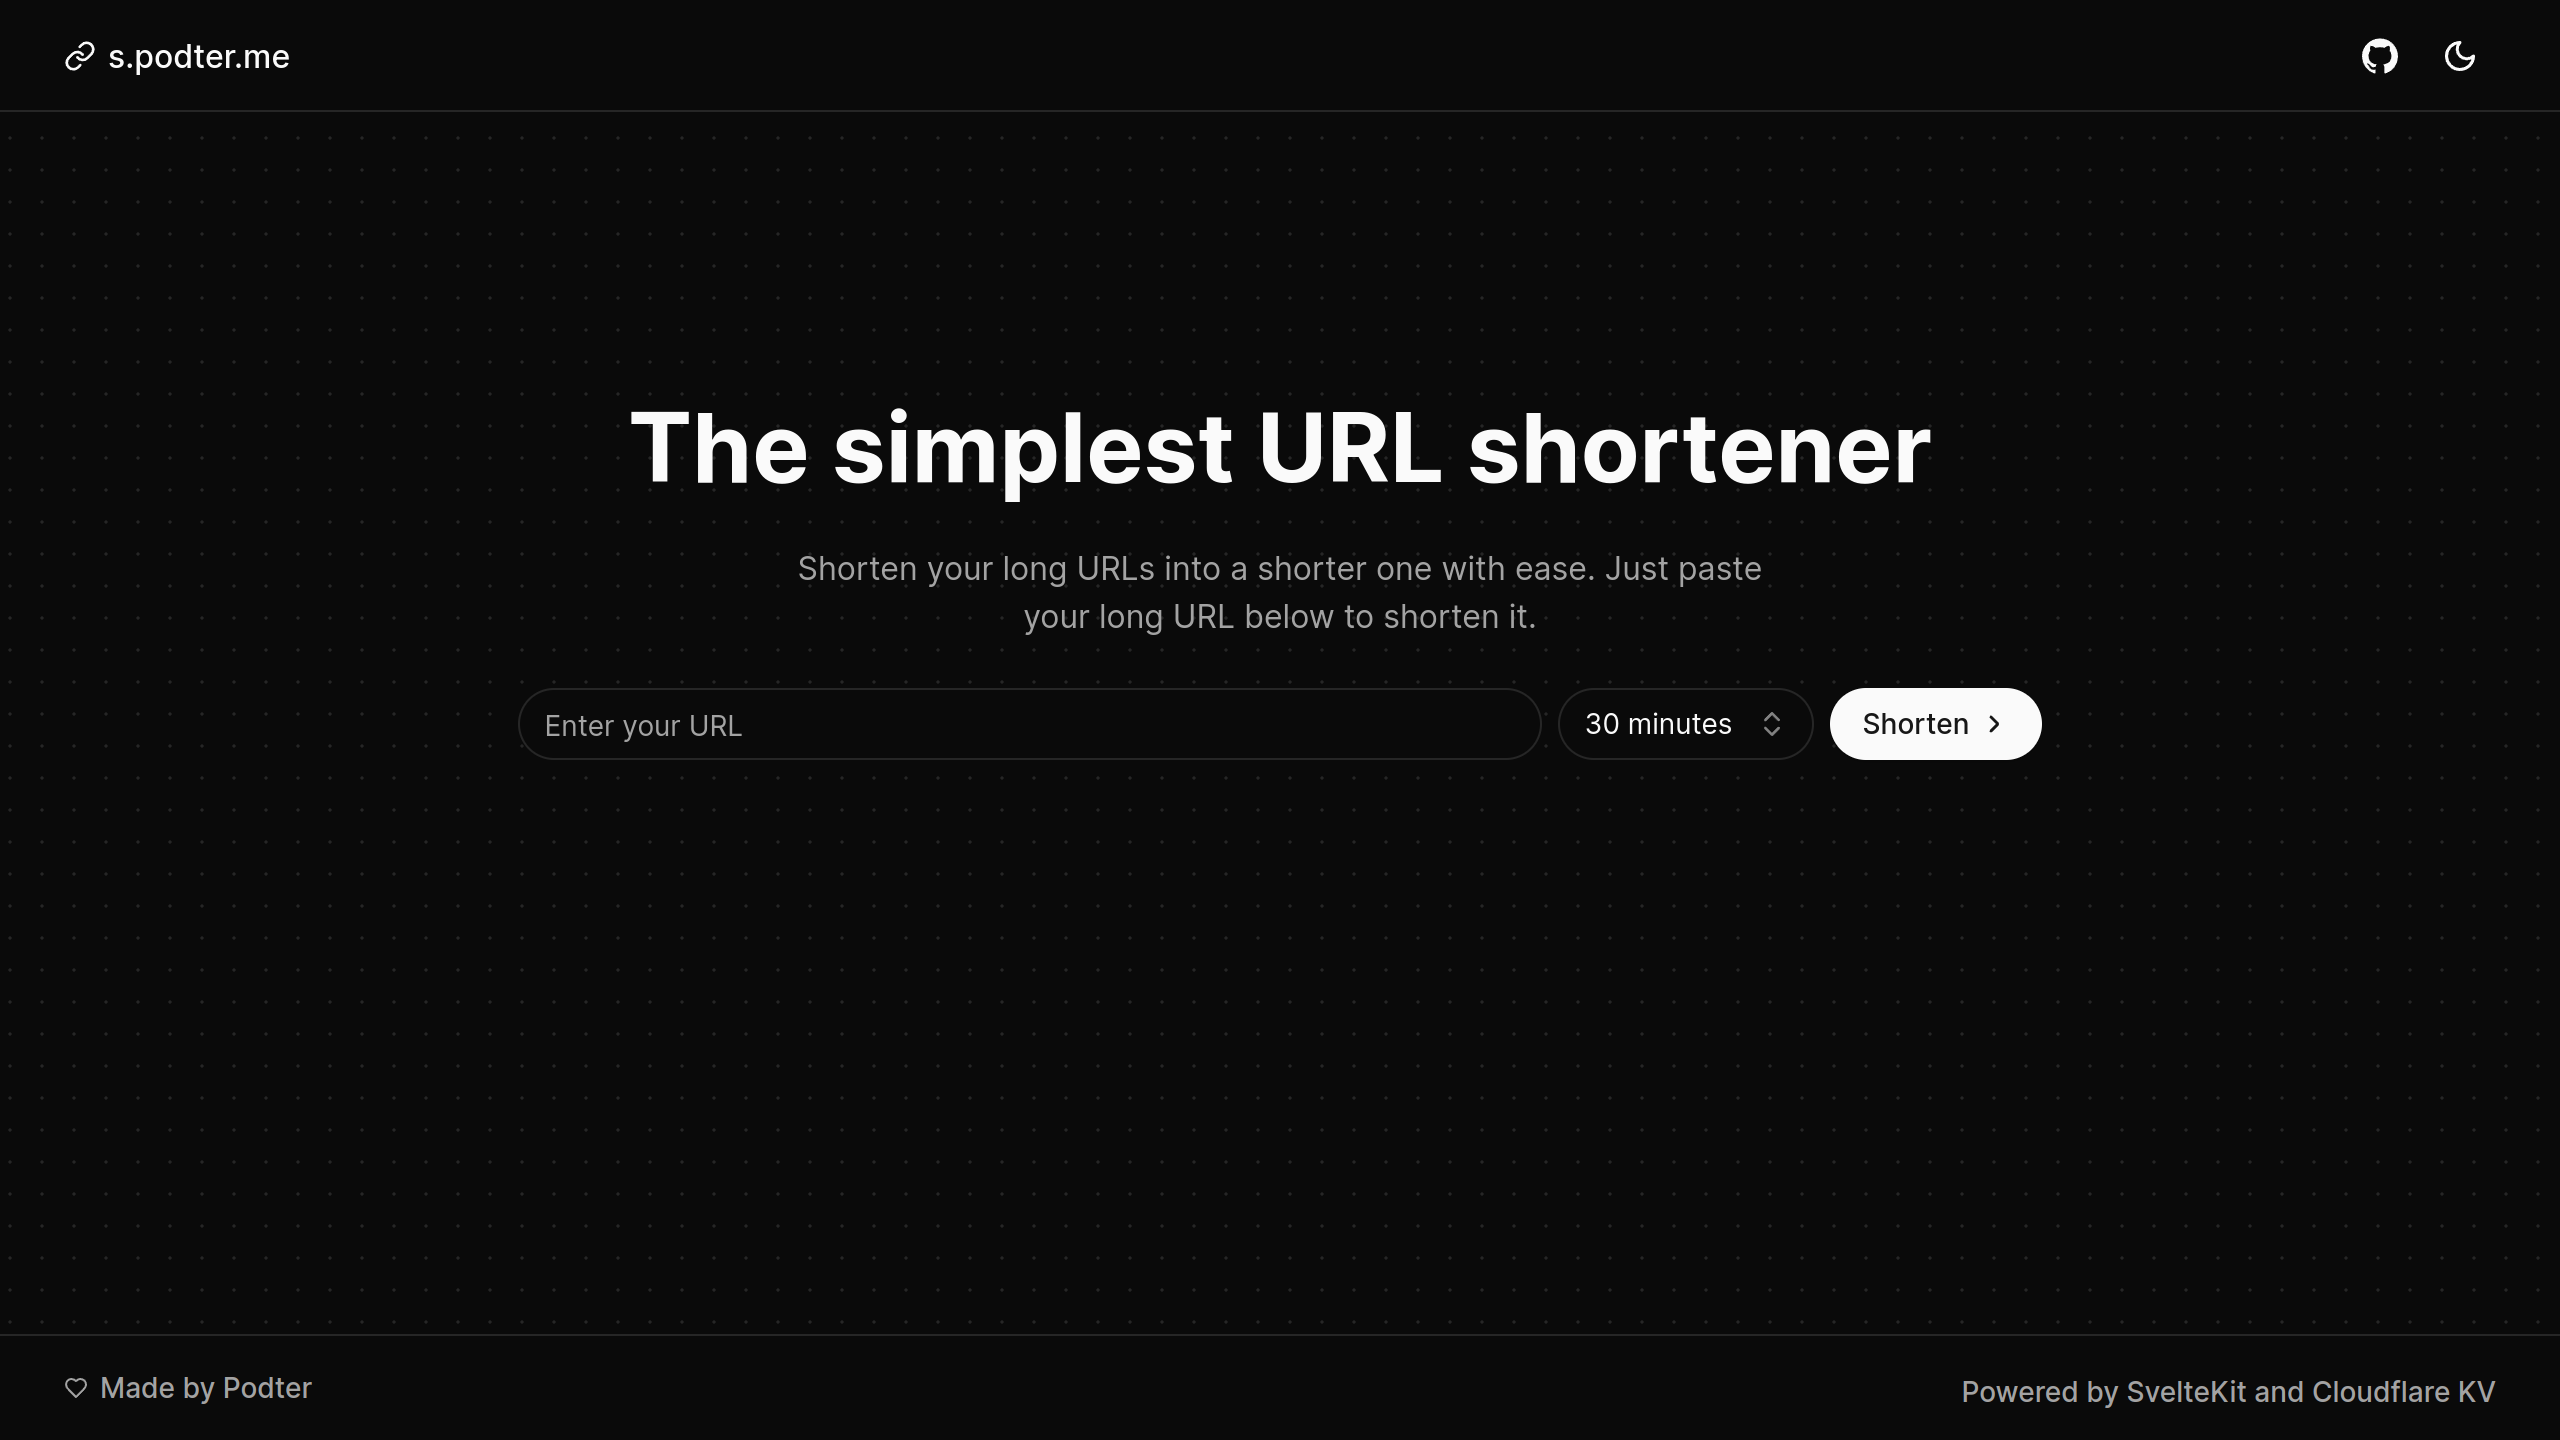 s.podter.me
The simplest URL shortener
Shorten your long URLs into a shorter one with ease. Just paste
your long URL below to shorten it.
Enter your URL
30 minutes
Shorten
Made by Podter
Powered by SvelteKit and Cloudflare KV